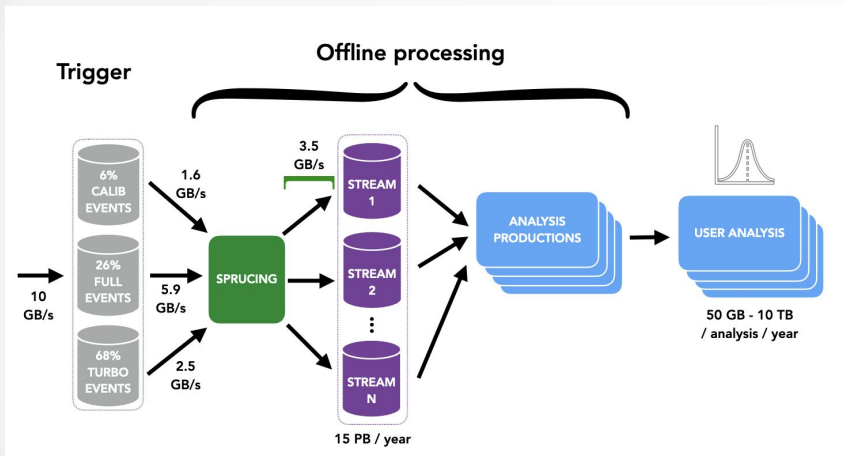 Offline processing
Trigger
10
GB/s
6%
CALIB
EVENTS
26%
FULL
EVENTS
68%
TURBO
EVENTS
1.6
GB/s
5.9
GB/s
2.5
GB/s
SPRUCING
3.5
GB/s
STREAM
1
STREAM
2
STREAM
N
15 PB / year
ANALYSIS
PRODUCTIONS
USER ANALYSIS
50 GB - 10 TB
/ analysis / year